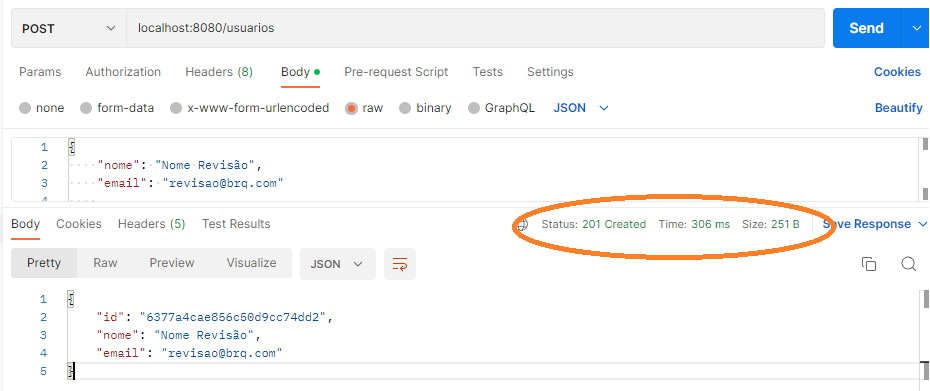 POST localhost:8080/usuarios Send
Params Authorization Headers (8) Body Pre-request Script Tests Settings Cookies
none form-data x-www-form-urlencoded raw binary GraphQL JSON Beautify
1 {
2 "nome": "Nome Revisão",
3 "email": "revisao@brq.com"
Body Cookies Headers (5) Test Results Status: 201 Created Time: 306 ms Size: 251 B Save Response
Pretty Raw Preview Visualize JSON
1 {
2 "id": "6377a4cae856c50d9cc74dd2",
3 "nome": "Nome Revisão",
4 "email": "revisao@brq.com"
5 }